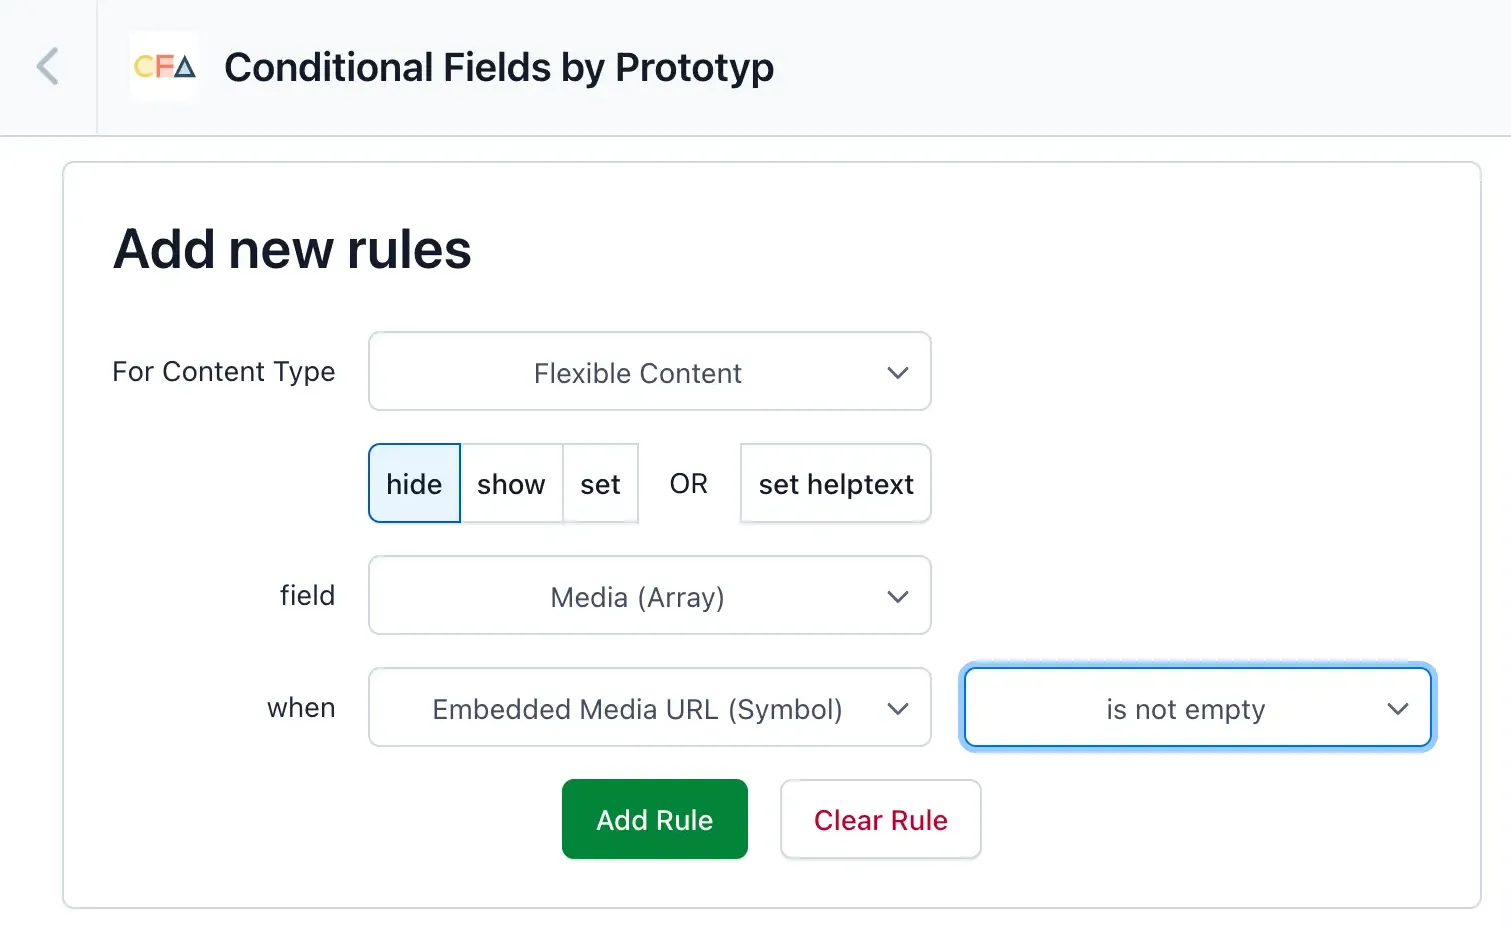 CFA Conditional Fields by Prototyp
Add new rules
For Content Type Flexible Content
hide show set OR set helptext
field Media (Array)
when Embedded Media URL (Symbol) is not empty
Add Rule Clear Rule